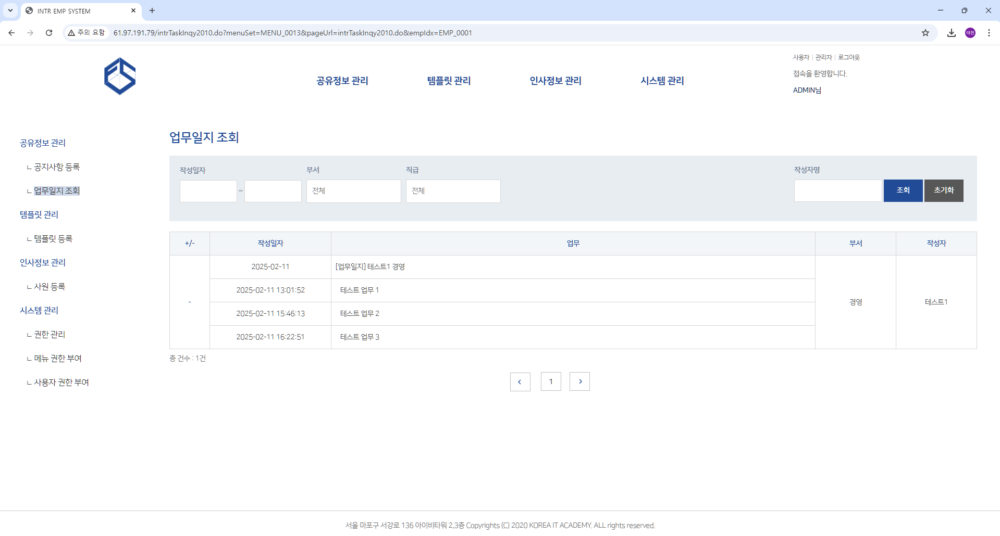 INTR EMP SYSTEM
주의 요함 61.97.191.79/intrTaskInqy2010.do?menuSet=MENU_0013&pageUrl=intrTaskInqy2010.do&empIdx=EMP_0001
태현
사용자 | 관리자 | 로그아웃
접속을 환영합니다.
ADMIN님
공유정보 관리 템플릿 관리 인사정보 관리 시스템 관리
공유정보 관리
ㄴ 공지사항 등록
ㄴ 업무일지 조회
템플릿 관리
ㄴ 템플릿 등록
인사정보 관리
ㄴ 사원 등록
시스템 관리
ㄴ 권한 관리
ㄴ 메뉴 권한 부여
ㄴ 사용자 권한 부여
업무일지 조회
작성일자 부서 직급 작성자명
~ 전체 전체 조회 초기화
+/- 작성일자 업무 부서 작성자
2025-02-11 [업무일지] 테스트1 경영
2025-02-11 13:01:52 테스트 업무 1
- 경영 테스트1
2025-02-11 15:46:13 테스트 업무 2
2025-02-11 16:22:51 테스트 업무 3
총 건수 : 1건
‹ 1 ›
서울 마포구 서강로 136 아이비타워 2,3층 Copyrights (C) 2020 KOREA IT ACADEMY. ALL rights reserved.